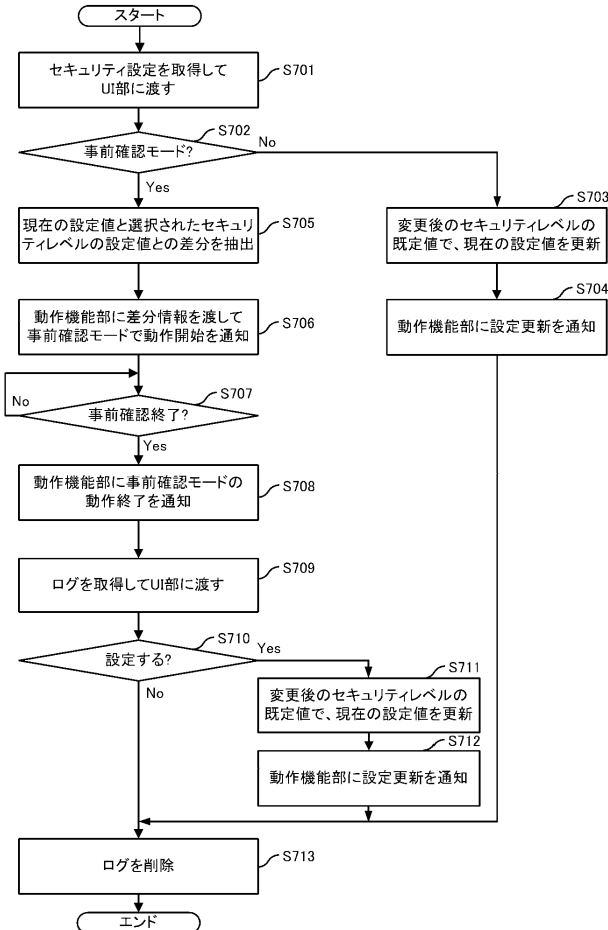 スタート
セキュリティ設定を取得して
UI部に渡す
S701
事前確認モード?
S702
No
Yes
変更後のセキュリティレベルの
既定値で、現在の設定値を更新
S703
動作機能部に設定更新を通知
S704
現在の設定値と選択されたセキュリ
ティレベルの設定値との差分を抽出
S705
動作機能部に差分情報を渡して
事前確認モードで動作開始を通知
S706
事前確認終了?
S707
No
Yes
動作機能部に事前確認モードの
動作終了を通知
S708
ログを取得してUI部に渡す
S709
設定する?
S710
Yes
No
変更後のセキュリティレベルの
既定値で、現在の設定値を更新
S711
動作機能部に設定更新を通知
S712
ログを削除
S713
エンド